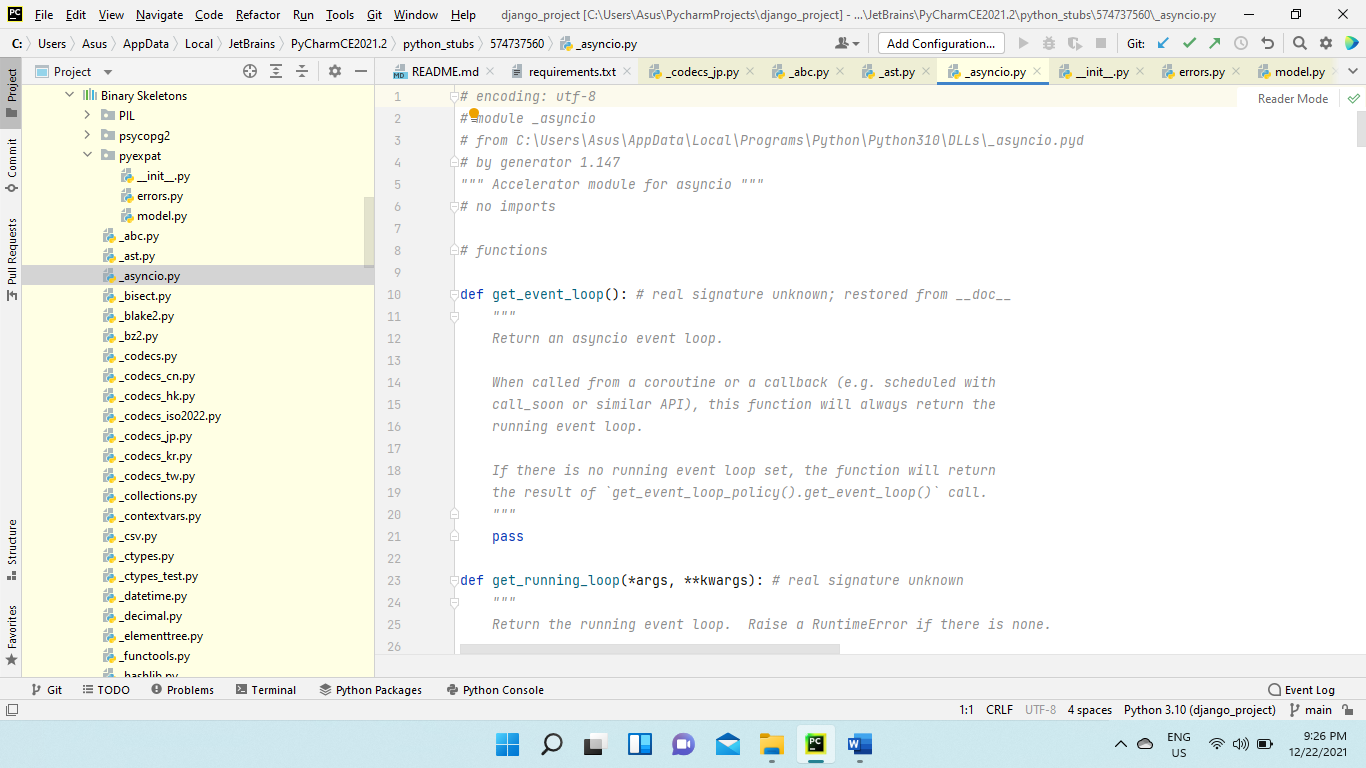 PC File Edit View Navigate Code Refactor Run Tools Git Window Help django_project [C:\Users\Asus\PycharmProjects\django_project] - ...\JetBrains\PyCharmCE2021.2\python_stubs\574737560\_asyncio.py
C: Users Asus AppData Local JetBrains PyCharmCE2021.2 python_stubs 574737560 _asyncio.py Add Configuration... Git:
Project
Commit
Pull Requests
Structure
Favorites
Project
Binary Skeletons
PIL
psycopg2
pyexpat
__init__.py
errors.py
model.py
_abc.py
_ast.py
_asyncio.py
_bisect.py
_blake2.py
_bz2.py
_codecs.py
_codecs_cn.py
_codecs_hk.py
_codecs_iso2022.py
_codecs_jp.py
_codecs_kr.py
_codecs_tw.py
_collections.py
_contextvars.py
_csv.py
_ctypes.py
_ctypes_test.py
_datetime.py
_decimal.py
_elementtree.py
_functools.py
_hashlib.py
MD README.md requirements.txt _codecs_jp.py _abc.py _ast.py _asyncio.py __init__.py errors.py model.py
Reader Mode
1 # encoding: utf-8
2 # module _asyncio
3 # from C:\Users\Asus\AppData\Local\Programs\Python\Python310\DLLs\_asyncio.pyd
4 # by generator 1.147
5 """ Accelerator module for asyncio """
6 # no imports
7
8 # functions
9
10 def get_event_loop(): # real signature unknown; restored from __doc__
11 """
12 Return an asyncio event loop.
13
14 When called from a coroutine or a callback (e.g. scheduled with
15 call_soon or similar API), this function will always return the
16 running event loop.
17
18 If there is no running event loop set, the function will return
19 the result of `get_event_loop_policy().get_event_loop()` call.
20 """
21 pass
22
23 def get_running_loop(*args, **kwargs): # real signature unknown
24 """
25 Return the running event loop.  Raise a RuntimeError if there is none.
26
Git TODO Problems Terminal Python Packages Python Console Event Log
1:1 CRLF UTF-8 4 spaces Python 3.10 (django_project) main
PC W ENG
US
9:26 PM
12/22/2021